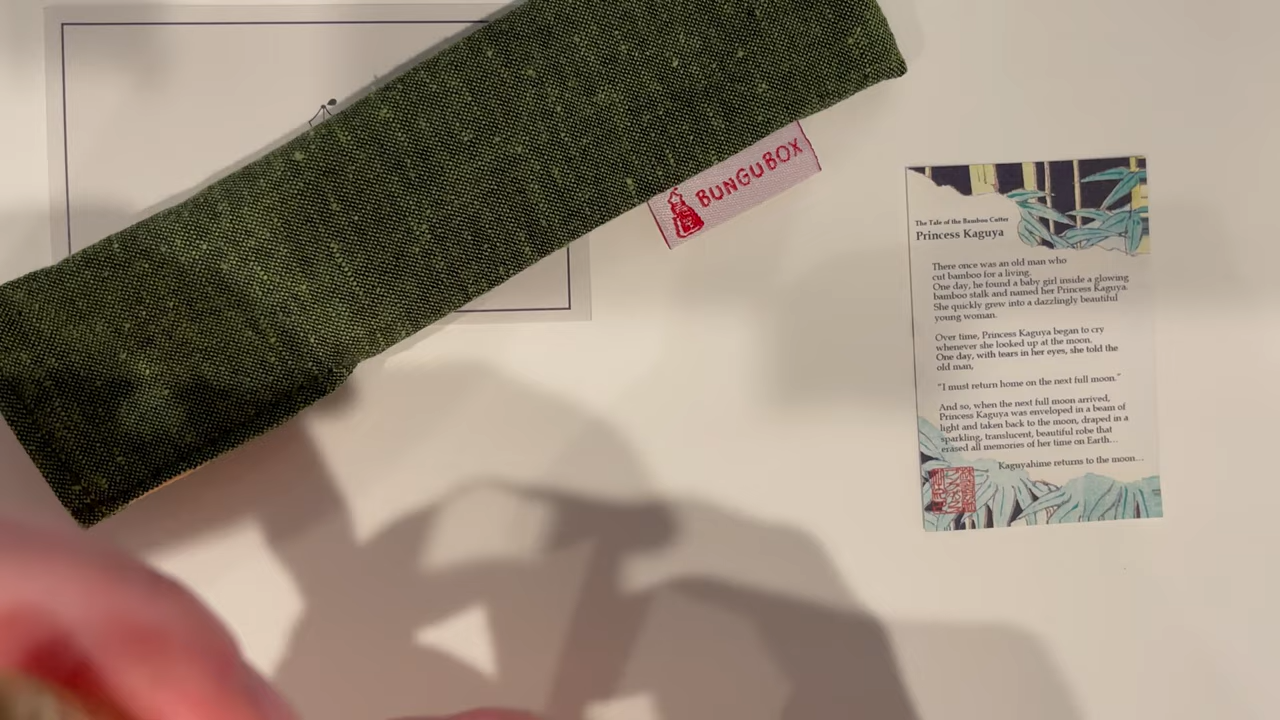 BUNGUBOX
The Tale of the Bamboo Cutter
Princess Kaguya
There once was an old man who
cut bamboo for a living.
One day, he found a baby girl inside a glowing
bamboo stalk and named her Princess Kaguya.
She quickly grew into a dazzlingly beautiful
young woman.
Over time, Princess Kaguya began to cry
whenever she looked up at the moon.
One day, with tears in her eyes, she told the
old man,
"I must return home on the next full moon."
And so, when the next full moon arrived,
Princess Kaguya was enveloped in a beam of
light and taken back to the moon, draped in a
sparkling, translucent, beautiful robe that
erased all memories of her time on Earth…
Kaguyahime returns to the moon…